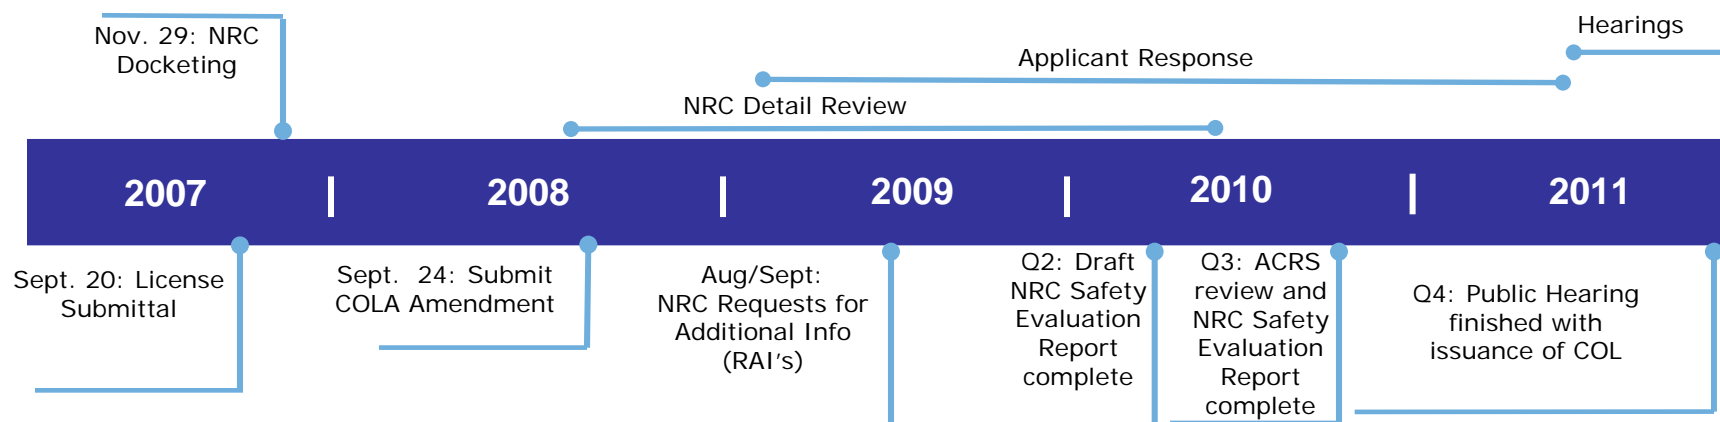 Nov. 29: NRC
Docketing
Hearings
Applicant Response
NRC Detail Review
2007 | 2008 | 2009 | 2010 | 2011
Sept. 20: License
Submittal
Sept. 24: Submit
COLA Amendment
Aug/Sept:
NRC Requests for
Additional Info
(RAI's)
Q2: Draft
NRC Safety
Evaluation
Report
complete
Q3: ACRS
review and
NRC Safety
Evaluation
Report
complete
Q4: Public Hearing
finished with
issuance of COL